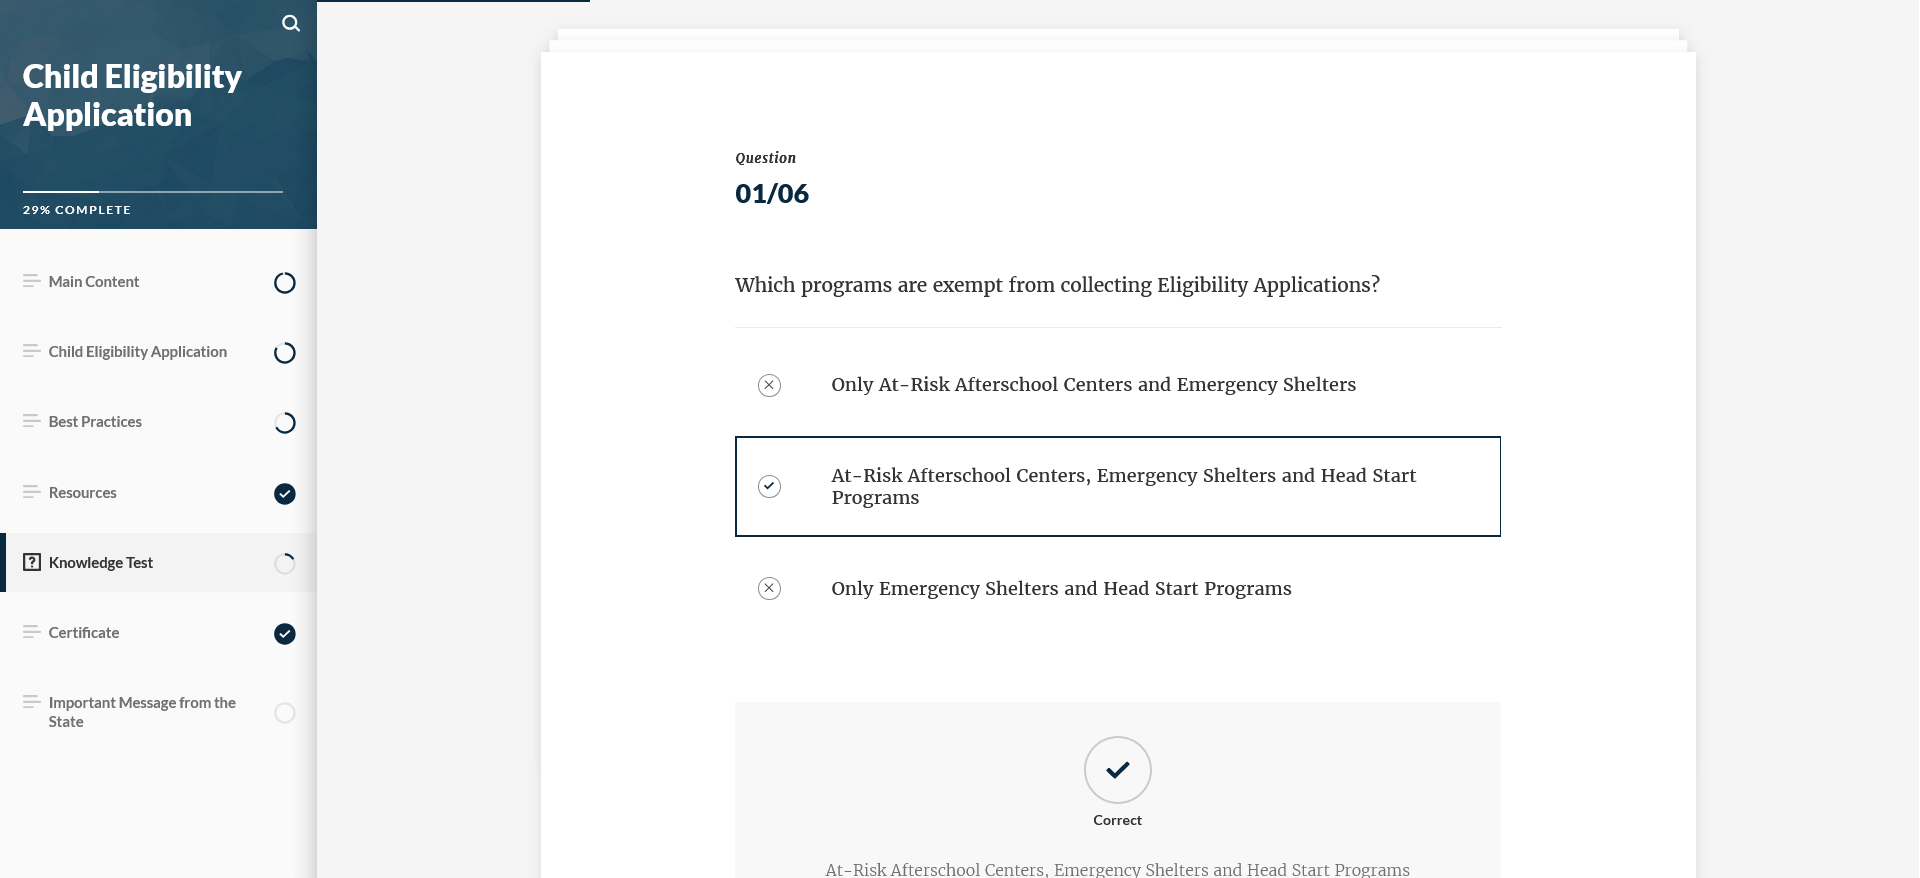 Child Eligibility
Application
29% COMPLETE
Main Content
Child Eligibility Application
Best Practices
Resources
Knowledge Test
Certificate
Important Message from the
State
Question
01/06
Which programs are exempt from collecting Eligibility Applications?
Only At-Risk Afterschool Centers and Emergency Shelters
At-Risk Afterschool Centers, Emergency Shelters and Head Start
Programs
Only Emergency Shelters and Head Start Programs
Correct
At-Risk Afterschool Centers, Emergency Shelters and Head Start Programs